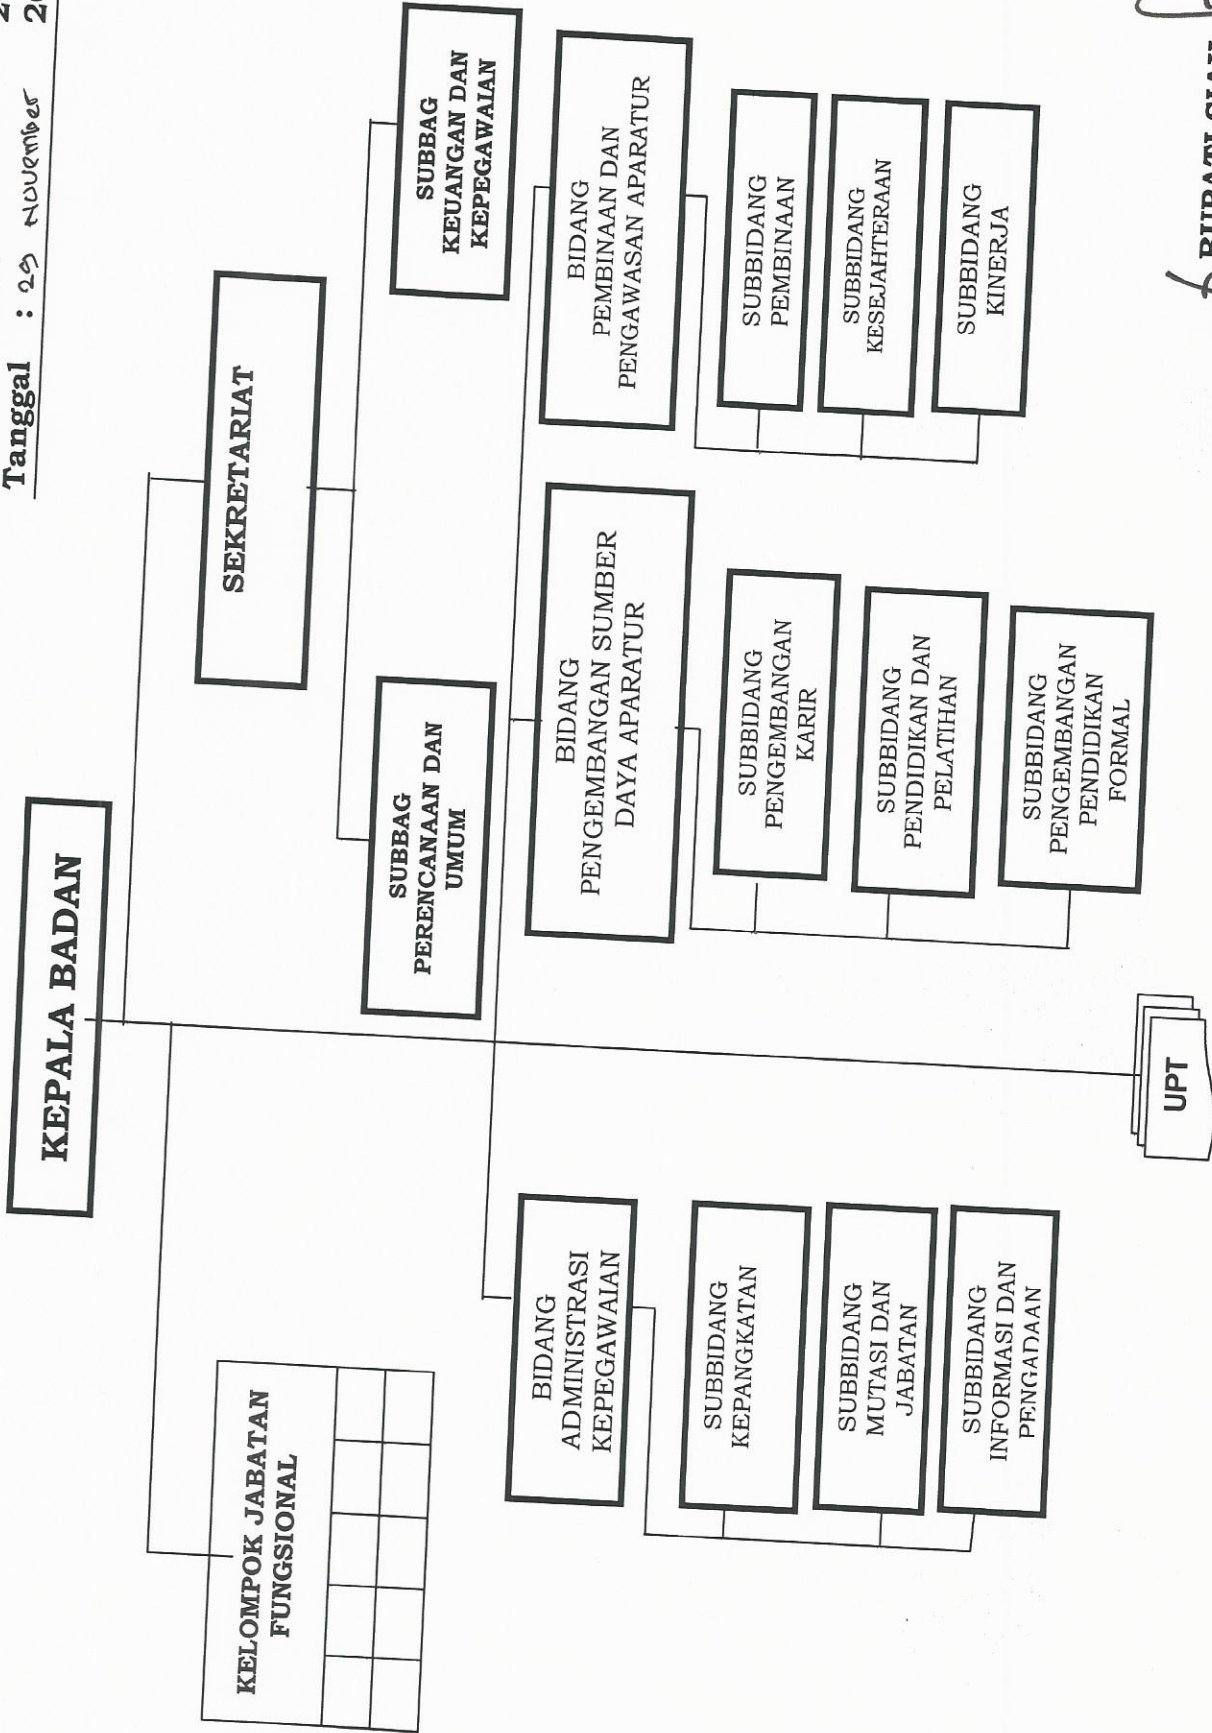 Tanggal : 29 November
KEPALA BADAN
KELOMPOK JABATAN
FUNGSIONAL
SEKRETARIAT
SUBBAG
PERENCANAAN DAN
UMUM
SUBBAG
KEUANGAN DAN
KEPEGAWAIAN
BIDANG
ADMINISTRASI
KEPEGAWAIAN
SUBBIDANG
KEPANGKATAN
SUBBIDANG
MUTASI DAN
JABATAN
SUBBIDANG
INFORMASI DAN
PENGADAAN
BIDANG
PENGEMBANGAN SUMBER
DAYA APARATUR
SUBBIDANG
PENGEMBANGAN
KARIR
SUBBIDANG
PENDIDIKAN DAN
PELATIHAN
SUBBIDANG
PENGEMBANGAN
PENDIDIKAN
FORMAL
BIDANG
PEMBINAAN DAN
PENGAWASAN APARATUR
SUBBIDANG
PEMBINAAN
SUBBIDANG
KESEJAHTERAAN
SUBBIDANG
KINERJA
UPT
BUPATI SIAK